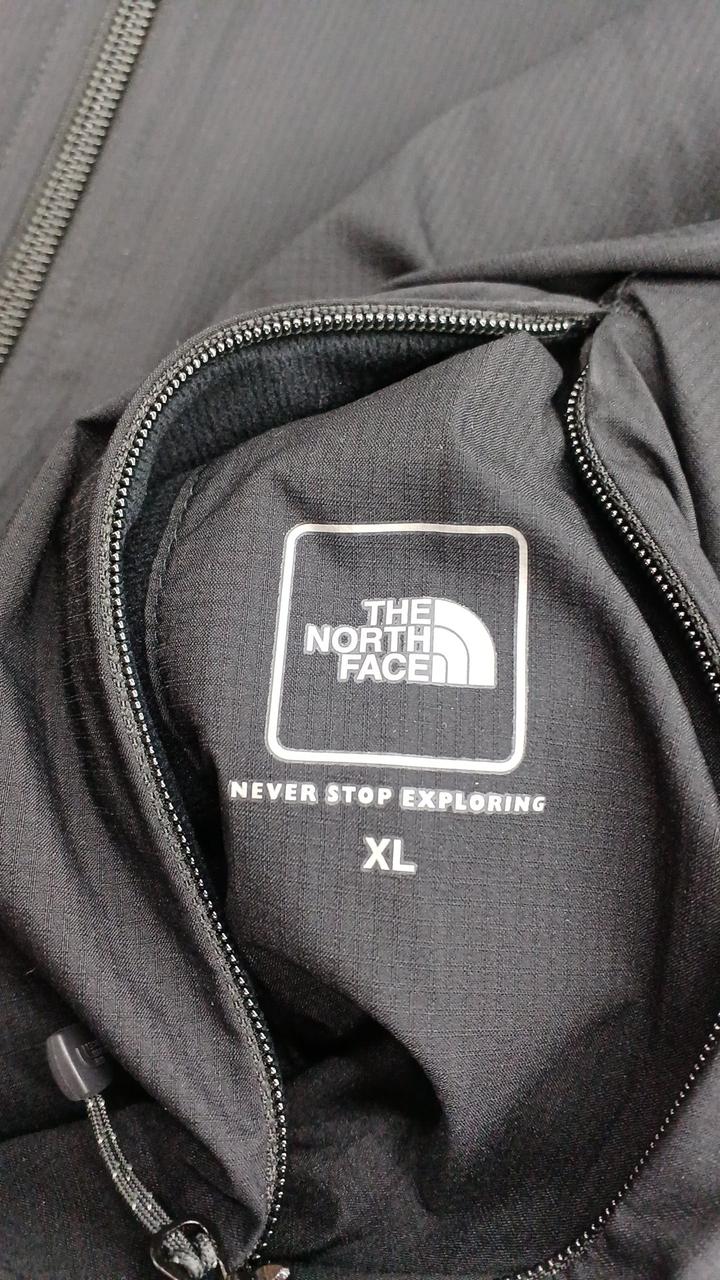 THE
NORTH
FACE
NEVER STOP EXPLORING
XL